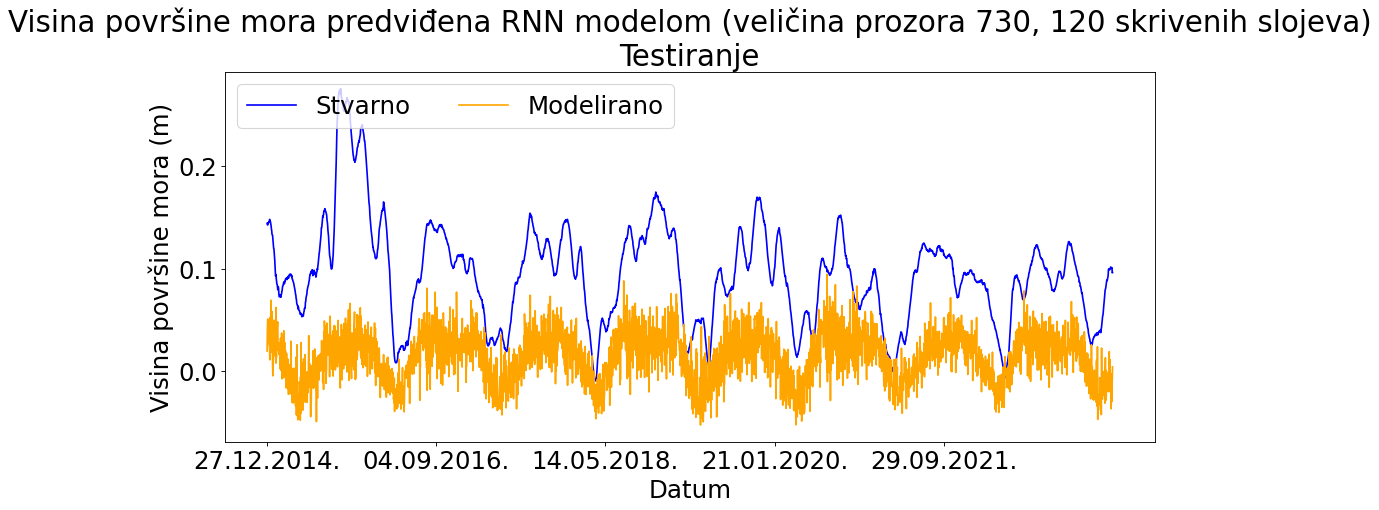 Visina površine mora predviđena RNN modelom (veličina prozora 730, 120 skrivenih slojeva)
Testiranje
Stvarno Modelirano
Visina površine mora (m)
0.2
0.1
0.0
27.12.2014. 04.09.2016. 14.05.2018. 21.01.2020. 29.09.2021.
Datum